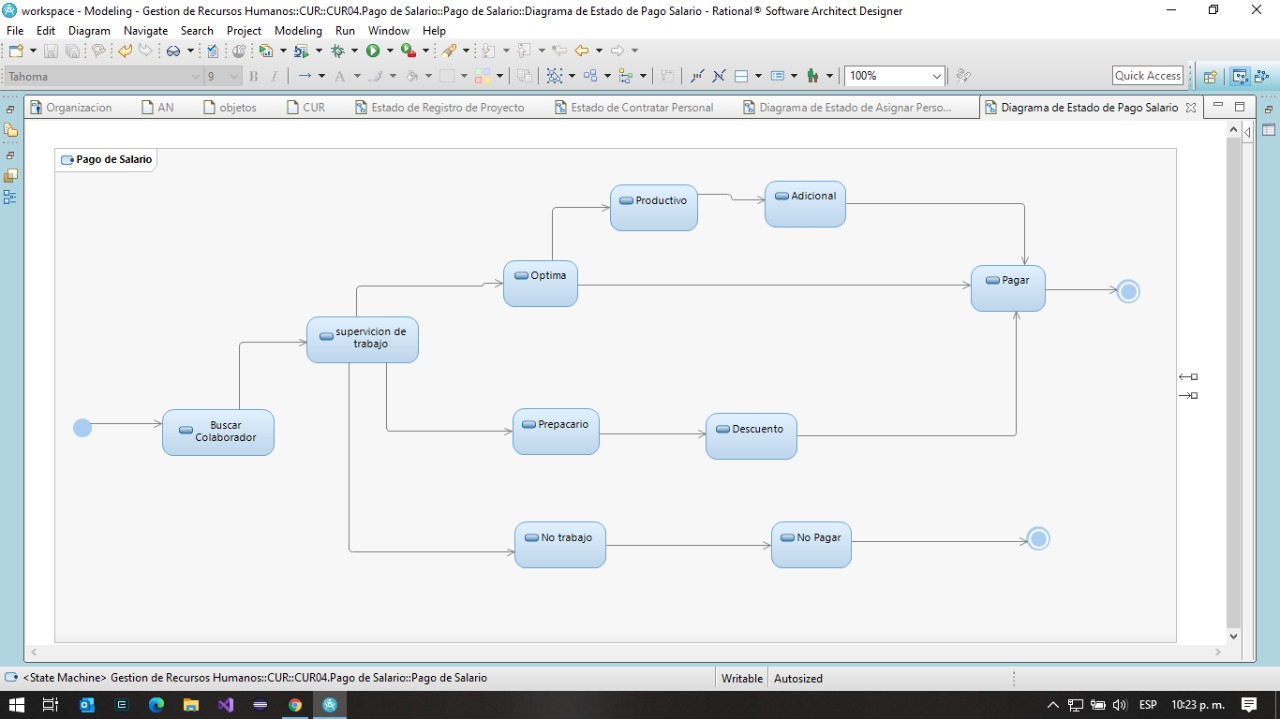 workspace - Modeling - Gestion de Recursos Humanos::CUR::CUR04.Pago de Salario::Pago de Salario::Diagrama de Estado de Pago Salario - Rational® Software Architect Designer
File Edit Diagram Navigate Search Project Modeling Run Window Help
Tahoma 9 B I A 100% Quick Access
Organizacion AN objetos CUR Estado de Registro de Proyecto Estado de Contratar Personal Diagrama de Estado de Asignar Perso... Diagrama de Estado de Pago Salario
Pago de Salario
Productivo
Adicional
Optima
Pagar
supervicion de
trabajo
Buscar
Colaborador
Prepacario
Descuento
No trabajo
No Pagar
<State Machine> Gestion de Recursos Humanos::CUR::CUR04.Pago de Salario::Pago de Salario Writable Autosized
ESP 10:23 p. m.